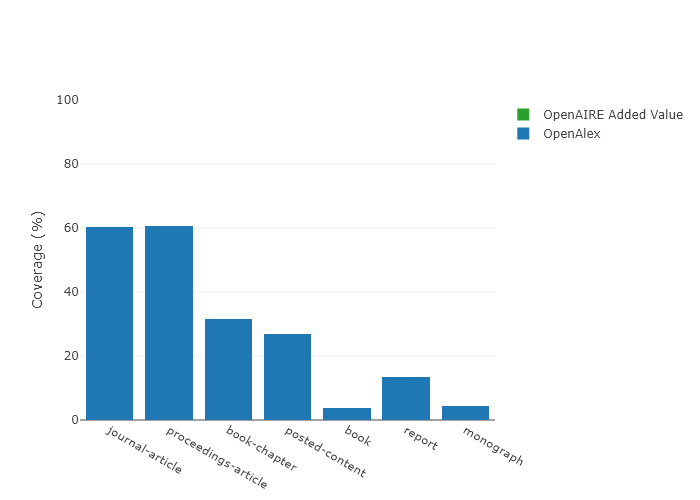 100
80
60
40
20
0
Coverage (%)
journal-article
proceedings-article
book-chapter
posted-content
book
report
monograph
OpenAIRE Added Value
OpenAlex